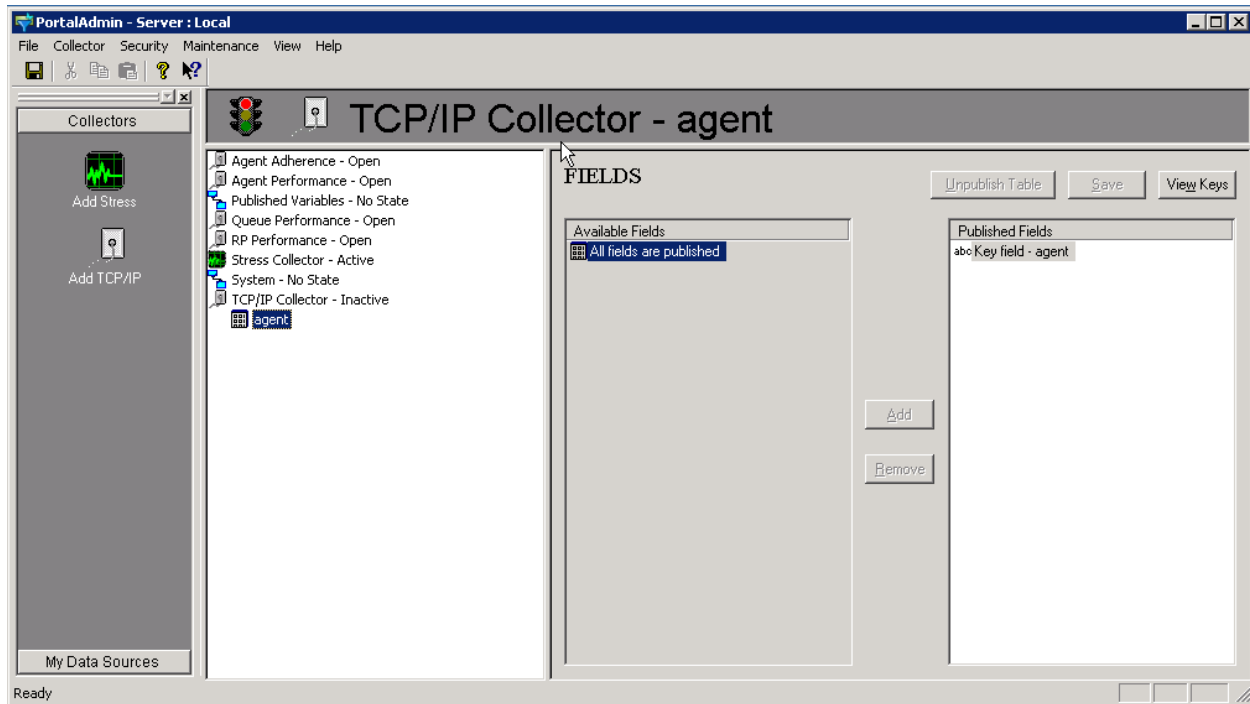 PortalAdmin - Server : Local
File Collector Security Maintenance View Help
Collectors
Add Stress
Add TCP/IP
My Data Sources
TCP/IP Collector - agent
Agent Adherence - Open
Agent Performance - Open
Published Variables - No State
Queue Performance - Open
RP Performance - Open
Stress Collector - Active
System - No State
TCP/IP Collector - Inactive
agent
FIELDS
Unpublish Table Save View Keys
Available Fields
All fields are published
Add
Remove
Published Fields
abc Key field - agent
Ready